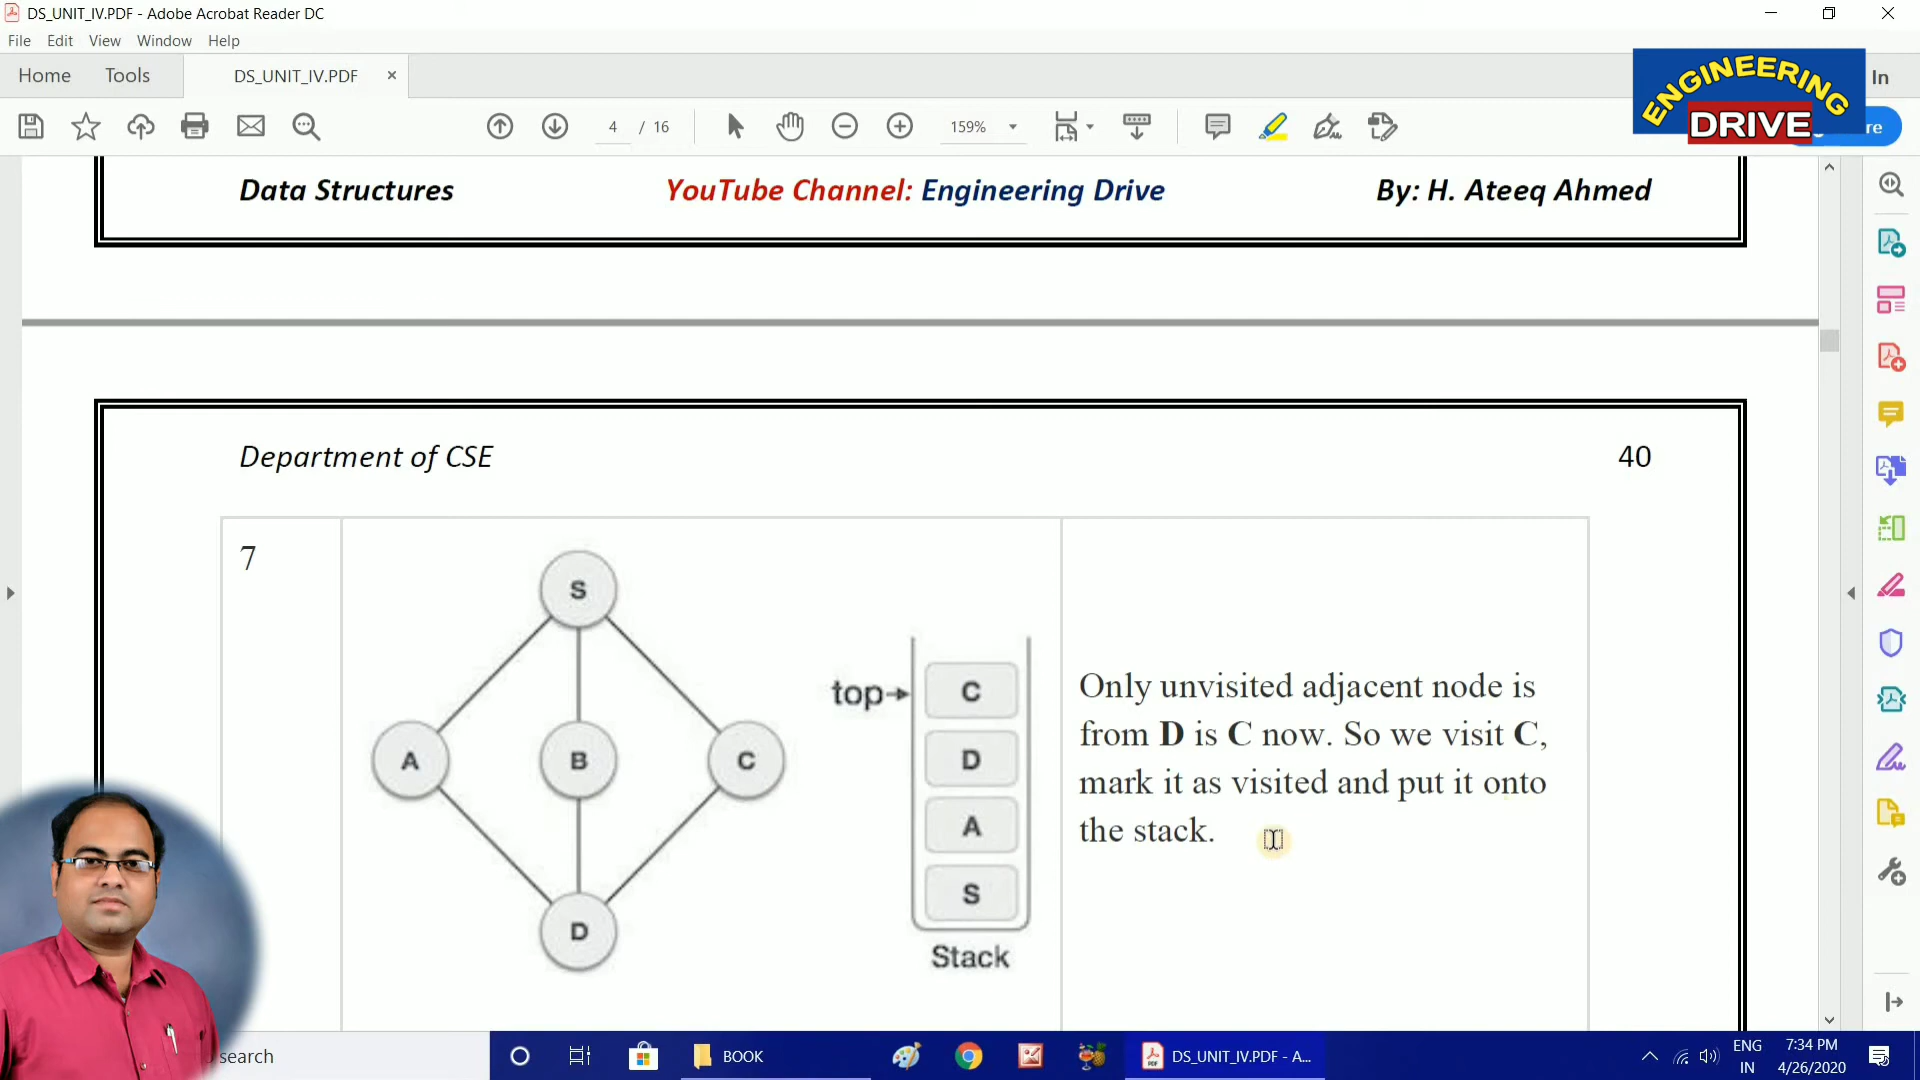 DS_UNIT_IV.PDF - Adobe Acrobat Reader DC
File Edit View Window Help
Home Tools DS_UNIT_IV.PDF × In
ENGINEERING
DRIVE
4 / 16 159% re
Data Structures YouTube Channel: Engineering Drive By: H. Ateeq Ahmed
Department of CSE 40
7
S
A B C
D
top
C
D
A
S
Stack
Only unvisited adjacent node is
from D is C now. So we visit C,
mark it as visited and put it onto
the stack.
search BOOK DS_UNIT_IV.PDF - A... ENG 7:34 PM
IN 4/26/2020